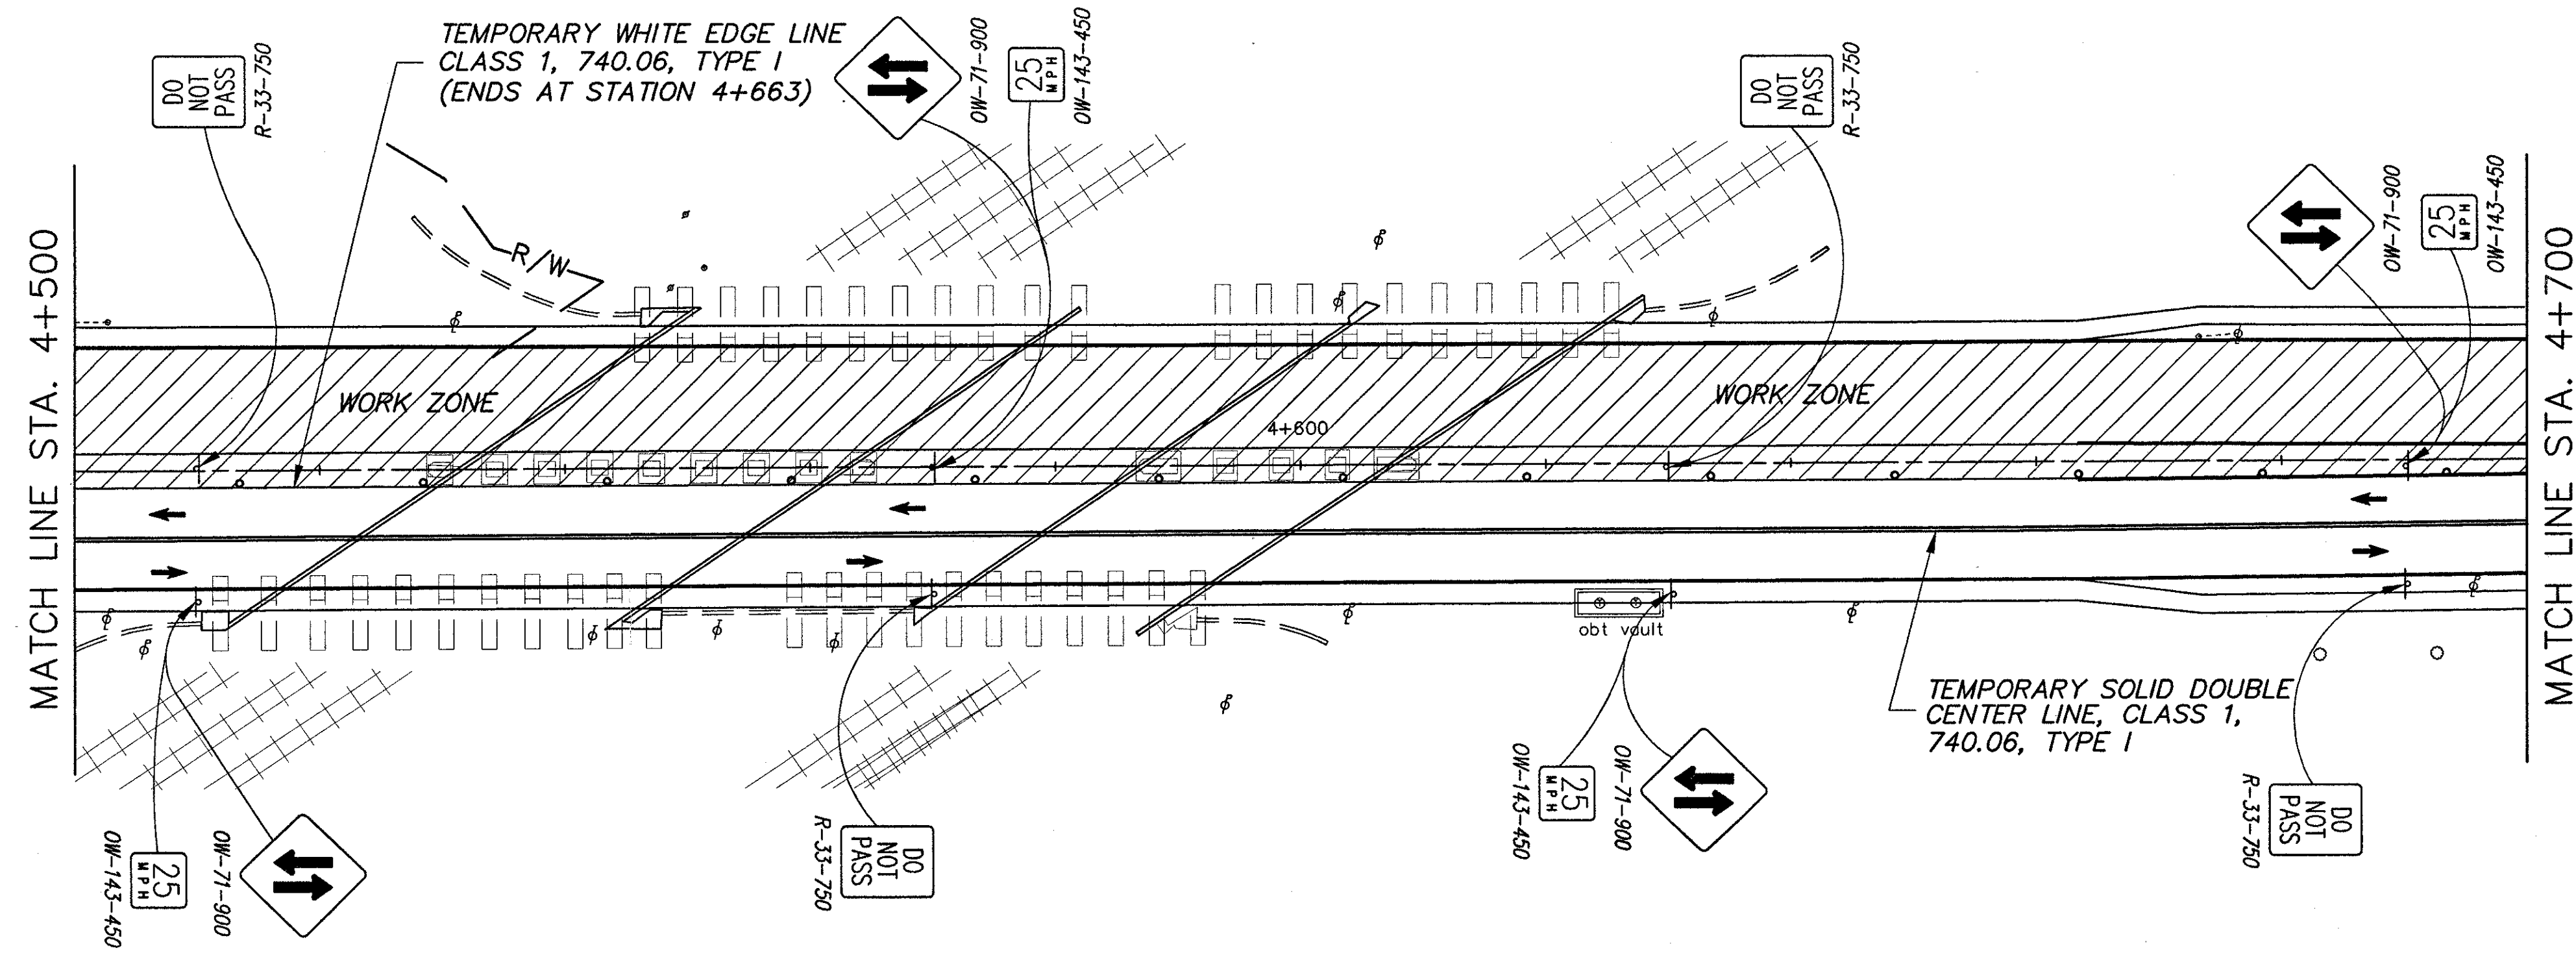 DO
NOT
PASS
R-33-750
TEMPORARY WHITE EDGE LINE
CLASS 1, 740.06, TYPE I
(ENDS AT STATION 4+663)
OW-71-900
25
MPH
OW-143-450
DO
NOT
PASS
R-33-750
OW-71-900
25
MPH
OW-143-450
MATCH LINE STA. 4+500
R/W
WORK ZONE
4+600
WORK ZONE
MATCH LINE STA. 4+700
obt vault
TEMPORARY SOLID DOUBLE
CENTER LINE, CLASS 1,
740.06, TYPE I
OW-143-450
25
MPH
OW-71-900
R-33-750
DO
NOT
PASS
OW-143-450
25
MPH
OW-71-900
R-33-750
DO
NOT
PASS